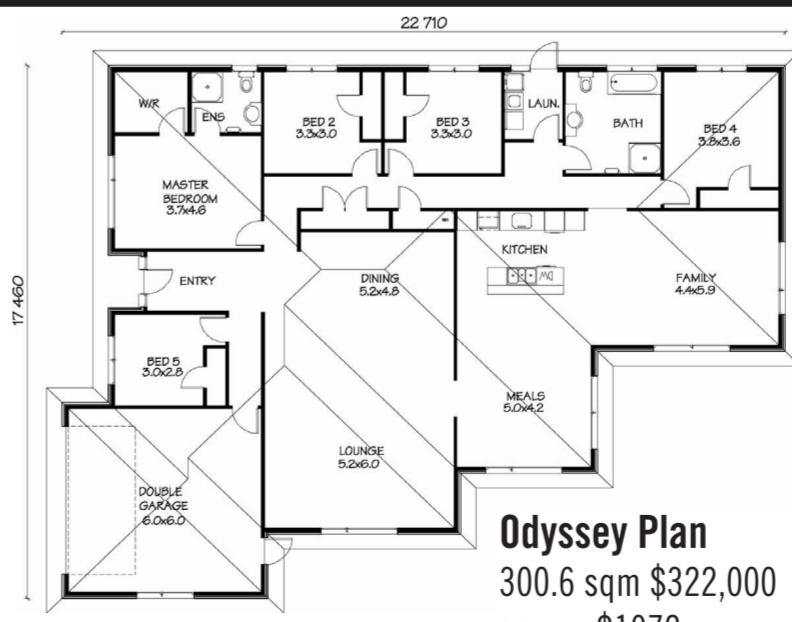 22 710
17 460
W/R
ENS
BED 2
3.3x3.0
BED 3
3.3x3.0
LAUN.
BATH
BED 4
3.8x3.6
MASTER
BEDROOM
3.7x4.6
ENTRY
DINING
5.2x4.8
KITCHEN
DW
FAMILY
4.4x5.9
BED 5
3.0x2.8
MEALS
5.0x4.2
LOUNGE
5.2x6.0
DOUBLE
GARAGE
6.0x6.0
Odyssey Plan
300.6 sqm $322,000